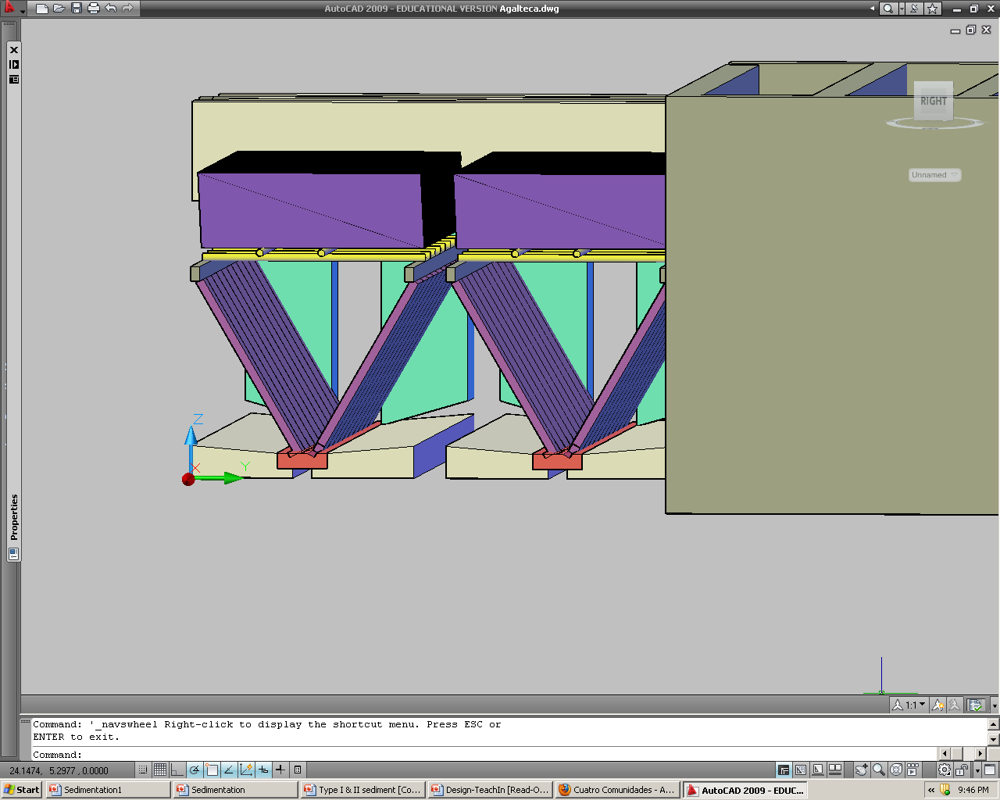 AutoCAD 2009 - EDUCATIONAL VERSION Agalteca.dwg
RIGHT
Unnamed
Z
X
Y
Properties
1:1
Command: '_navswheel Right-click to display the shortcut menu. Press ESC or
ENTER to exit.
Command:
24.1474, 5.2977 , 0.0000
Start
Sedimentation1
Sedimentation
Type I & II sediment [Co...
Design-TeachIn [Read-O...
Cuatro Comunidades - A...
AutoCAD 2009 - EDUC...
9:46 PM